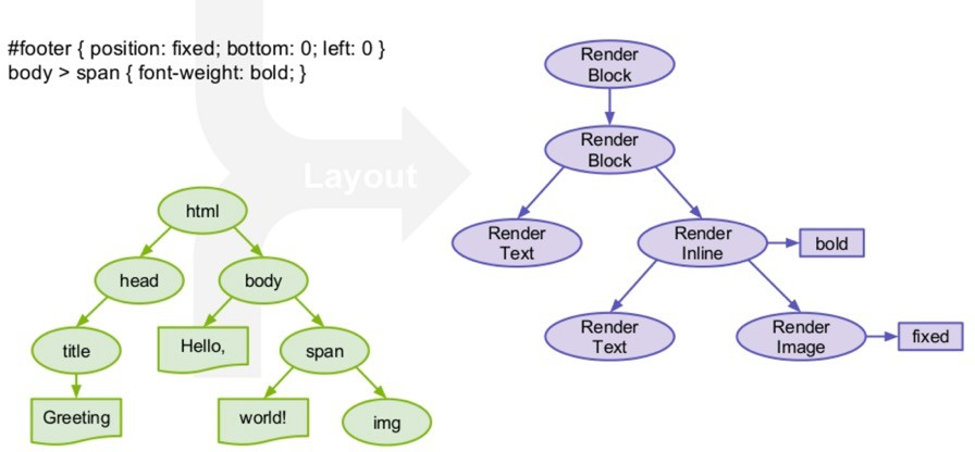 #footer { position: fixed; bottom: 0; left: 0 }
body > span { font-weight: bold; }
Layout
html
head
body
title
Hello,
span
Greeting
world!
img
Render
Block
Render
Block
Render
Text
Render
Inline
bold
Render
Text
Render
Image
fixed